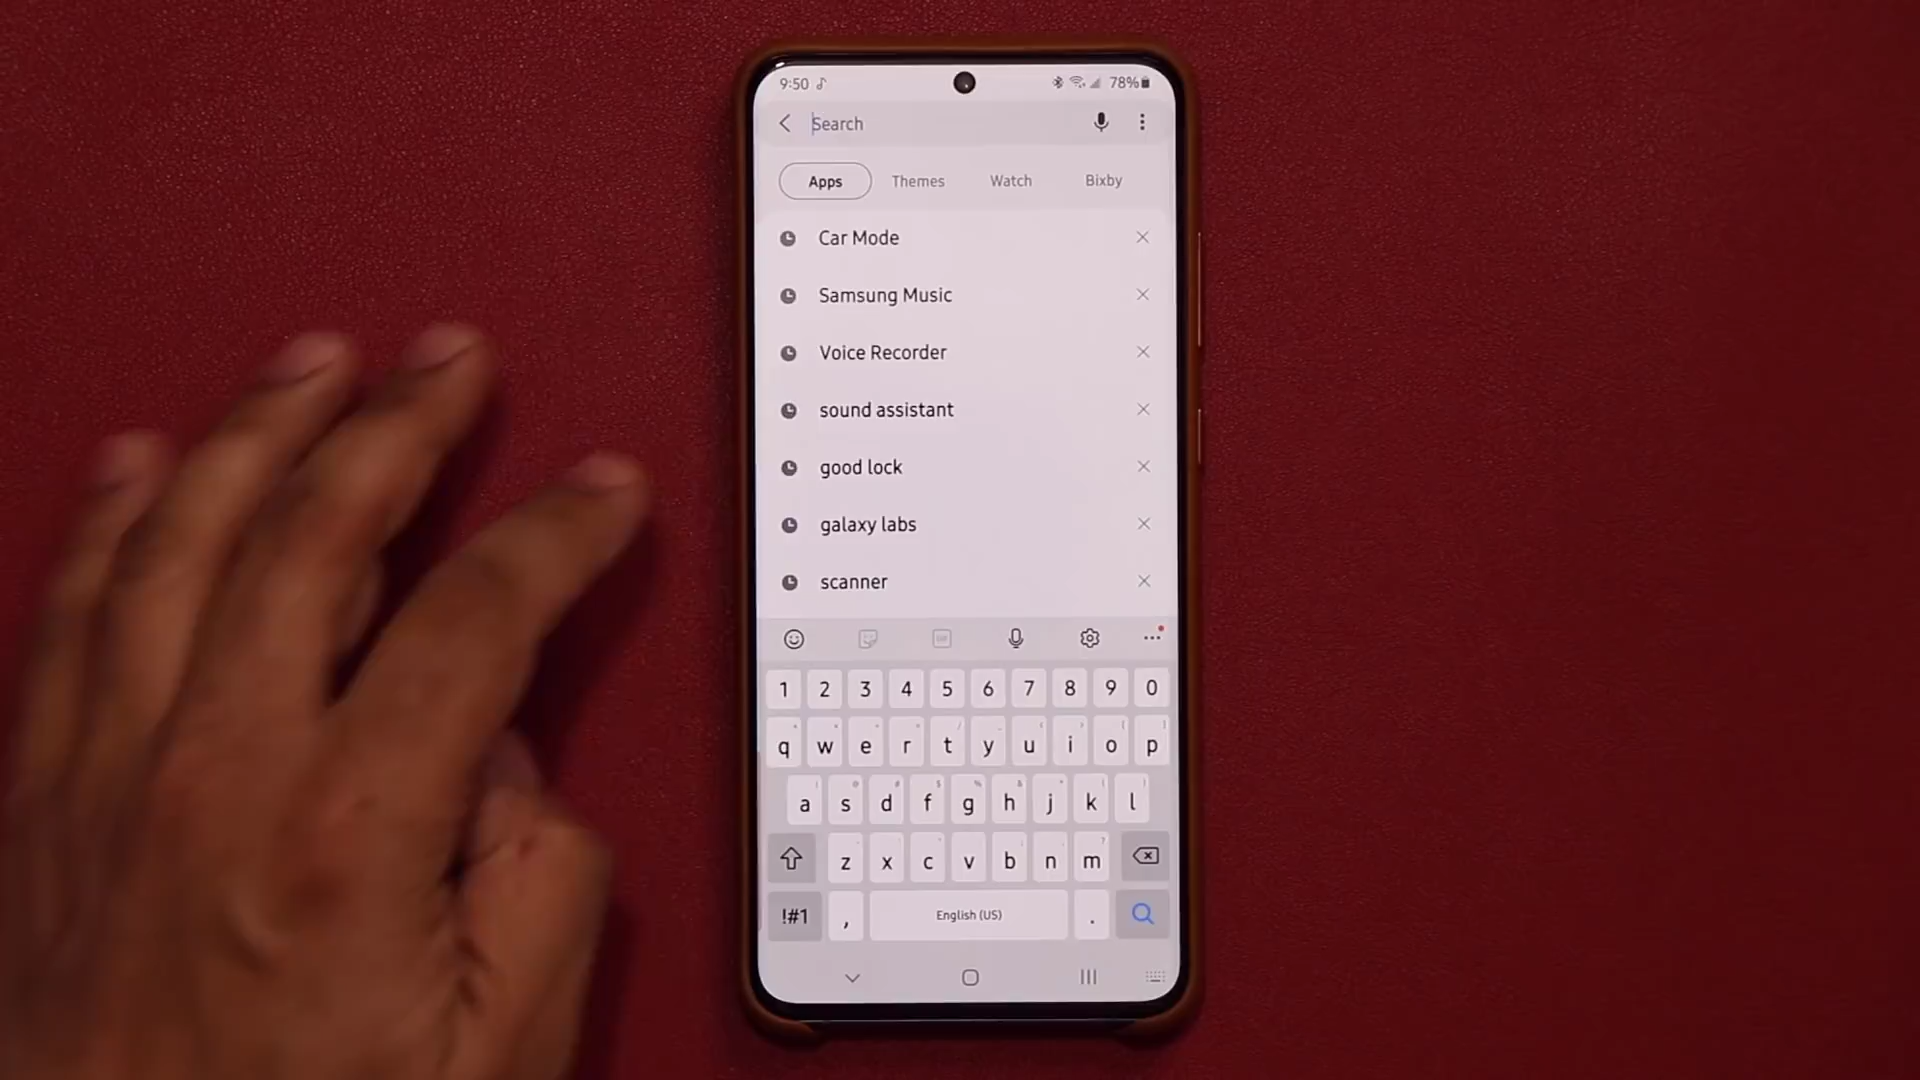 9:50 78%
Search
Apps Themes Watch Bixby
Car Mode
Samsung Music
Voice Recorder
sound assistant
good lock
galaxy labs
scanner
1 2 3 4 5 6 7 8 9 0
q w e r t y u i o p
a s d f g h j k l
z x c v b n m
!#1 , English (US) .